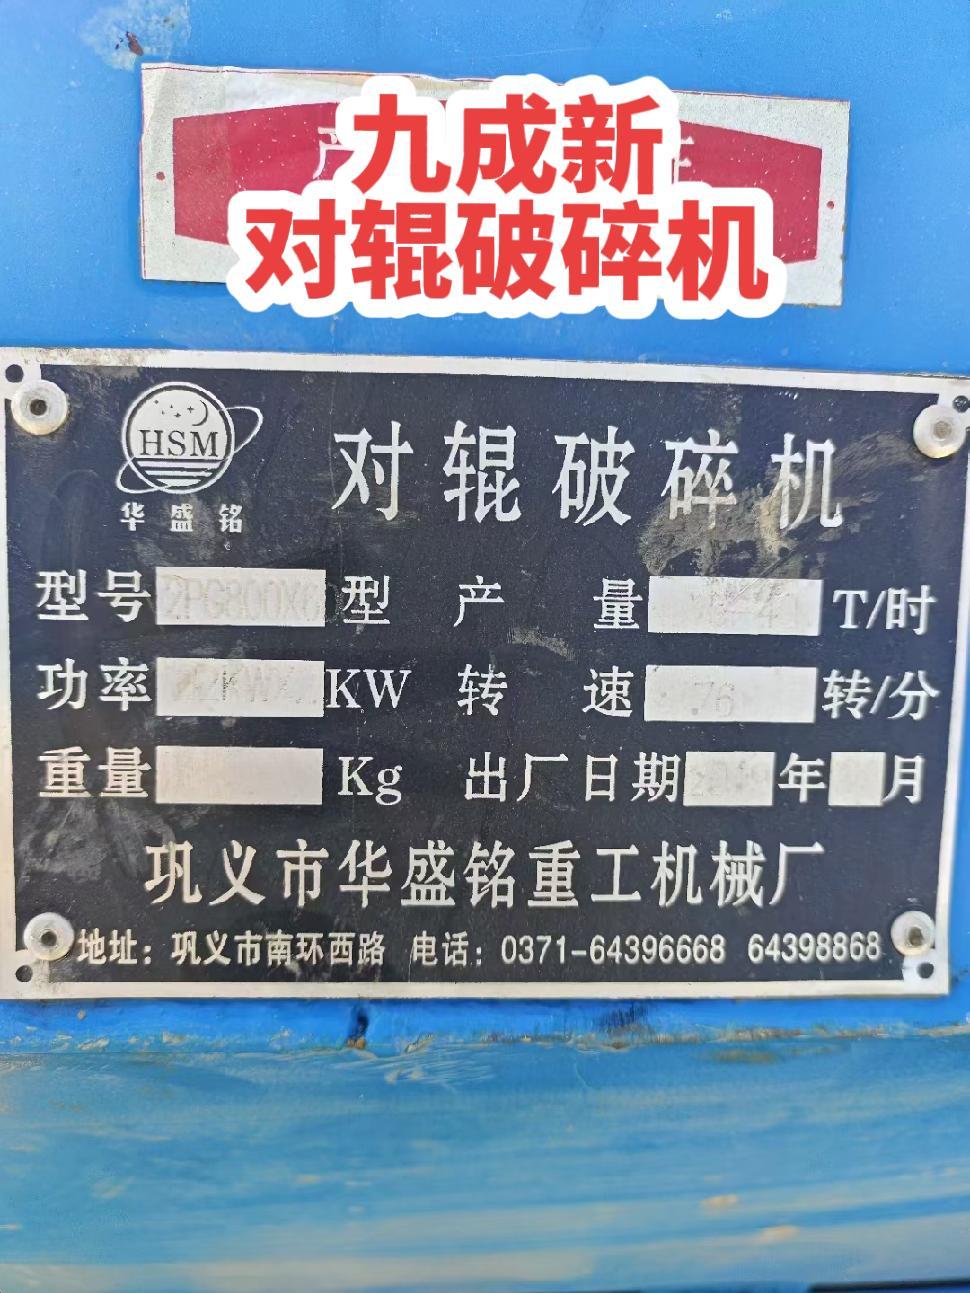 九成新
对辊破碎机
HSM
华盛铭
对辊破碎机
型号 2PG800X6 型 产量 T/时
功率 KW 转速 76 转/分
重量 Kg 出厂日期 年 月
巩义市华盛铭重工机械厂
地址：巩义市南环西路 电话：0371-64396668 64398868